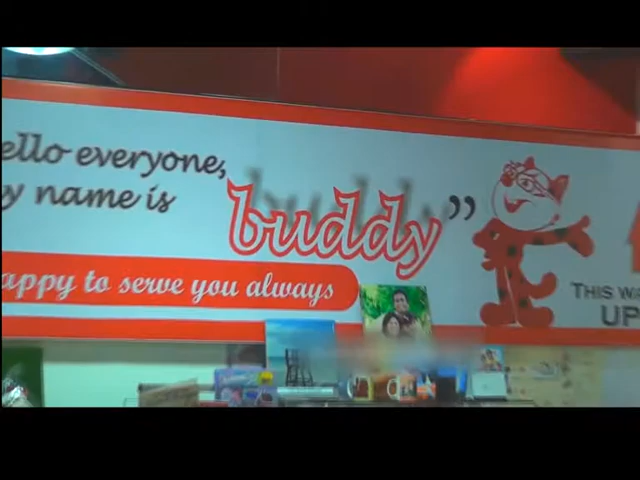 ello everyone,
y name is
buddy”
appy to serve you always
THIS WA
UP